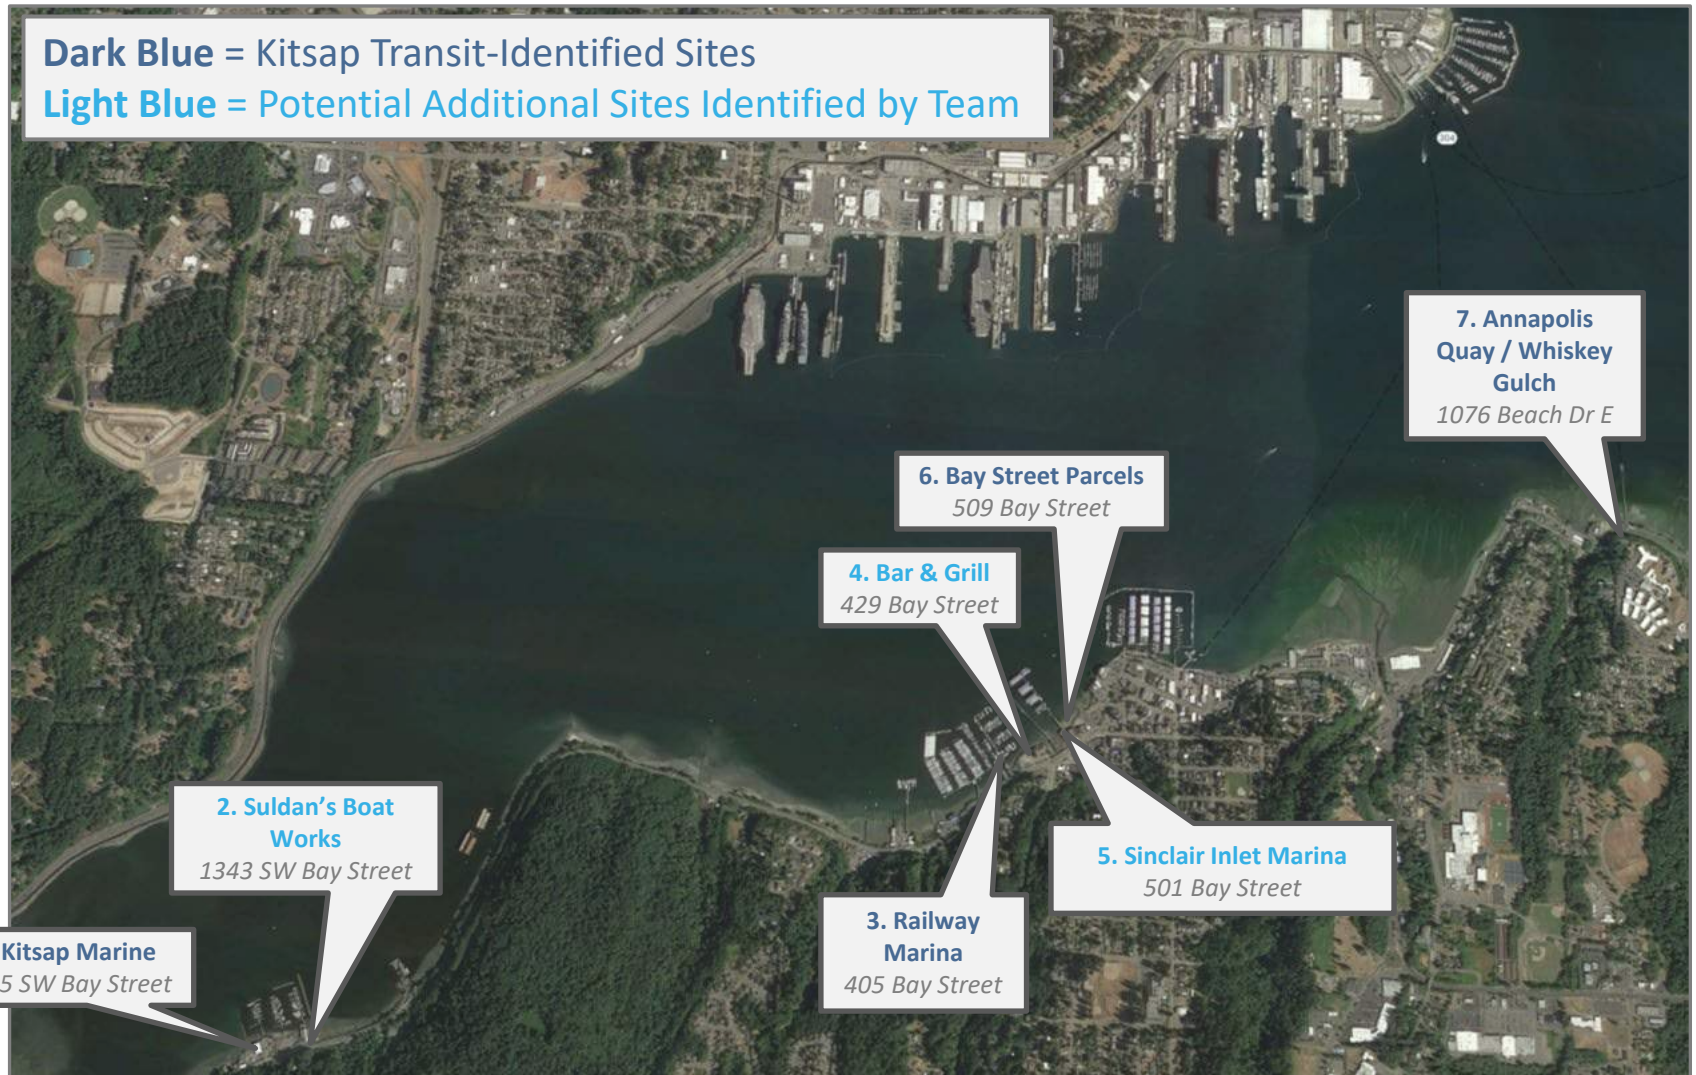 Dark Blue = Kitsap Transit-Identified Sites
Light Blue = Potential Additional Sites Identified by Team
304
7. Annapolis
Quay / Whiskey
Gulch
1076 Beach Dr E
6. Bay Street Parcels
509 Bay Street
4. Bar & Grill
429 Bay Street
2. Suldan’s Boat
Works
1343 SW Bay Street
5. Sinclair Inlet Marina
501 Bay Street
3. Railway
Marina
405 Bay Street
Kitsap Marine
5 SW Bay Street